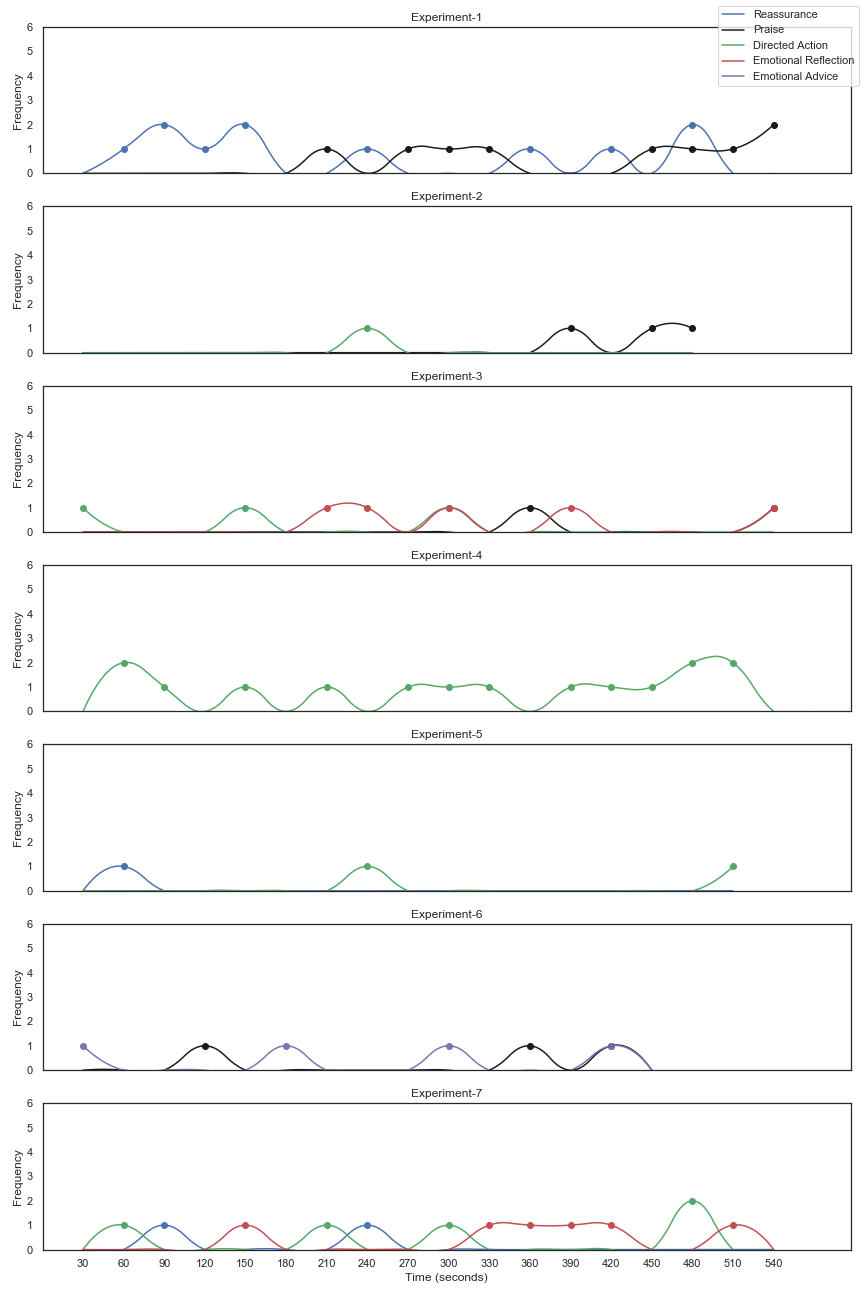 Experiment-1
Reassurance
Praise
Directed Action
Emotional Reflection
Emotional Advice
6
5
4
3
2
1
0
Frequency
Experiment-2
6
5
4
3
2
1
0
Frequency
Experiment-3
6
5
4
3
2
1
0
Frequency
Experiment-4
6
5
4
3
2
1
0
Frequency
Experiment-5
6
5
4
3
2
1
0
Frequency
Experiment-6
6
5
4
3
2
1
0
Frequency
Experiment-7
6
5
4
3
2
1
0
Frequency
30 60 90 120 150 180 210 240 270 300 330 360 390 420 450 480 510 540
Time (seconds)